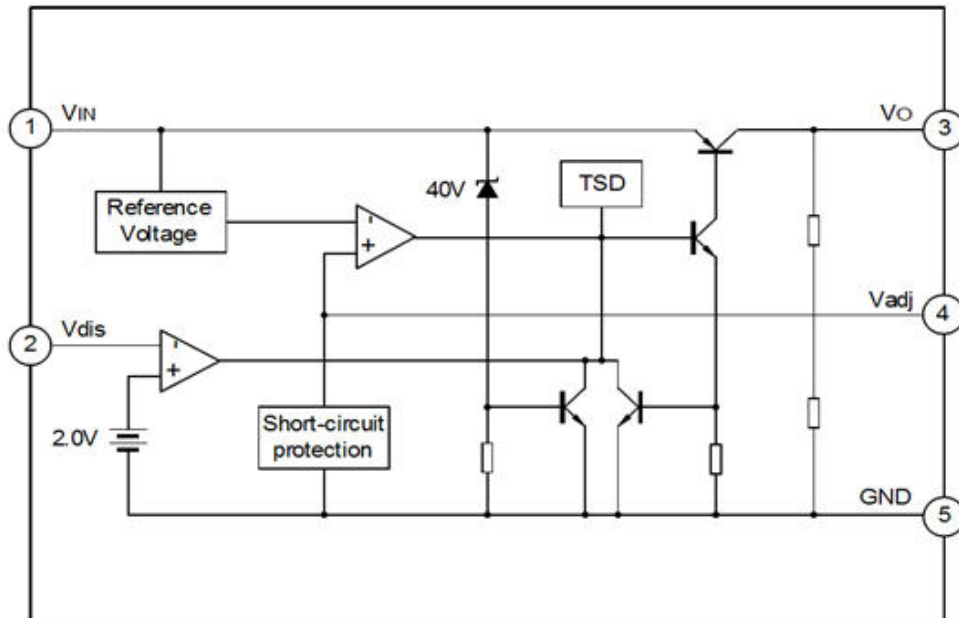 VIN
VO
1
3
40V
TSD
Reference
Voltage
-
+
Vadj
4
Vdis
2
-
+
Short-circuit
protection
2.0V
GND
5